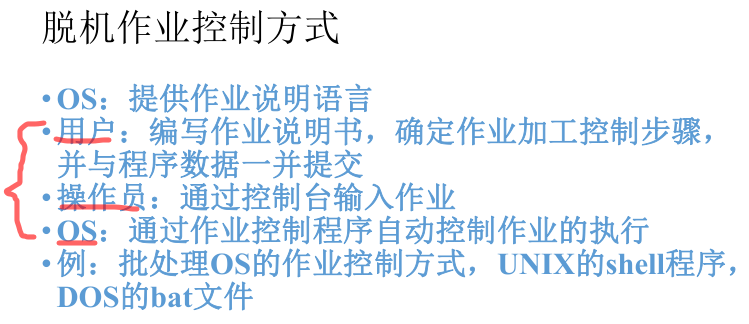 脱机作业控制方式
•OS：提供作业说明语言
•用户：编写作业说明书，确定作业加工控制步骤，
并与程序数据一并提交
•操作员：通过控制台输入作业
•OS：通过作业控制程序自动控制作业的执行
•例：批处理OS的作业控制方式，UNIX的shell程序，
DOS的bat文件